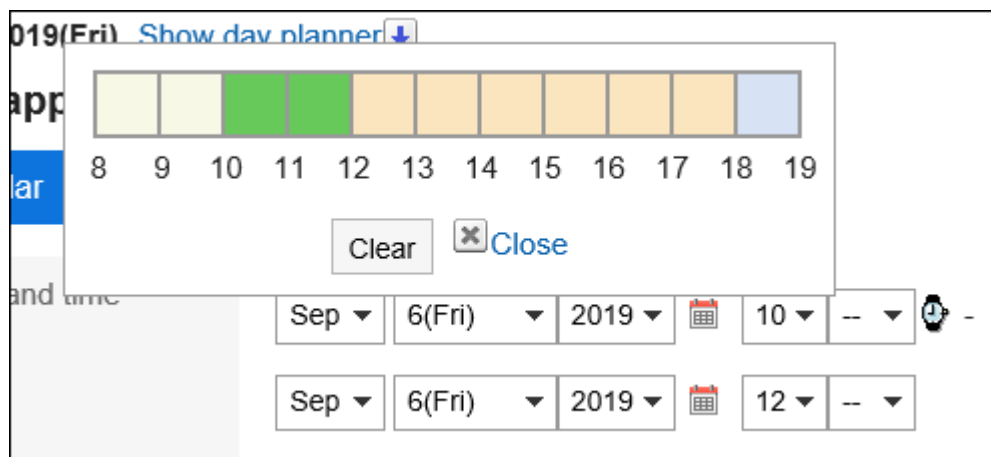 2019(Fri) Show day planner
app
8 9 10 11 12 13 14 15 16 17 18 19
lar
Clear Close
and time
Sep 6(Fri) 2019 10 -- -
Sep 6(Fri) 2019 12 --